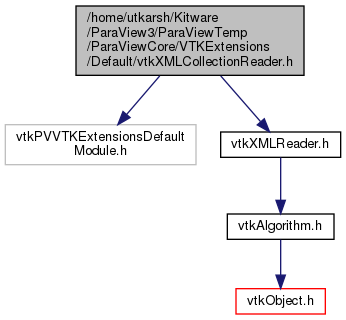 /home/utkarsh/Kitware
/ParaView3/ParaViewTemp
/ParaViewCore/VTKExtensions
/Default/vtkXMLCollectionReader.h
vtkPVVTKExtensionsDefault
Module.h
vtkXMLReader.h
vtkAlgorithm.h
vtkObject.h